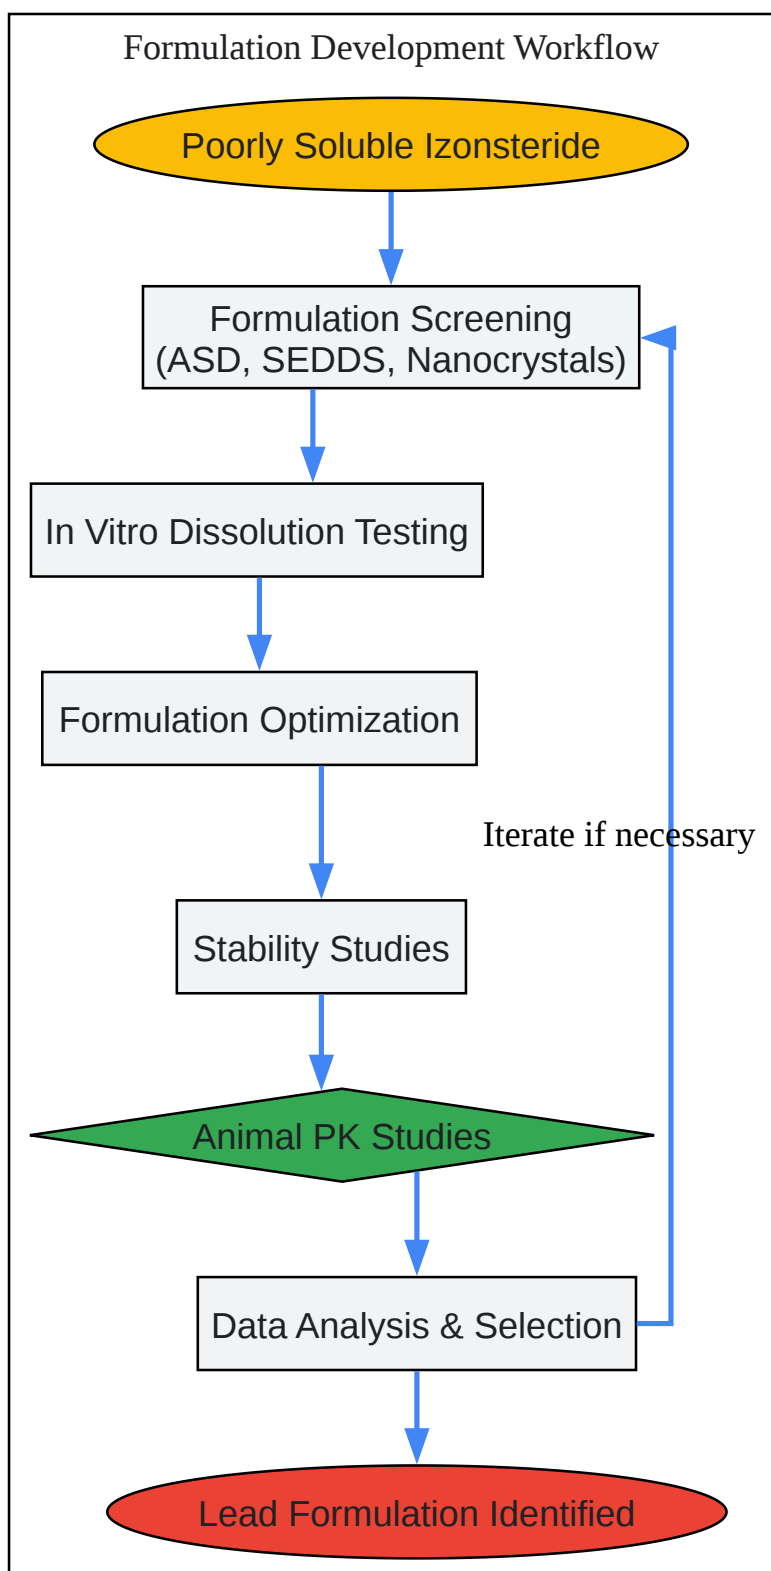 Formulation Development Workflow
Poorly Soluble Izonsteride
Formulation Screening
(ASD, SEDDS, Nanocrystals)
In Vitro Dissolution Testing
Formulation Optimization
Iterate if necessary
Stability Studies
Animal PK Studies
Data Analysis & Selection
Lead Formulation Identified